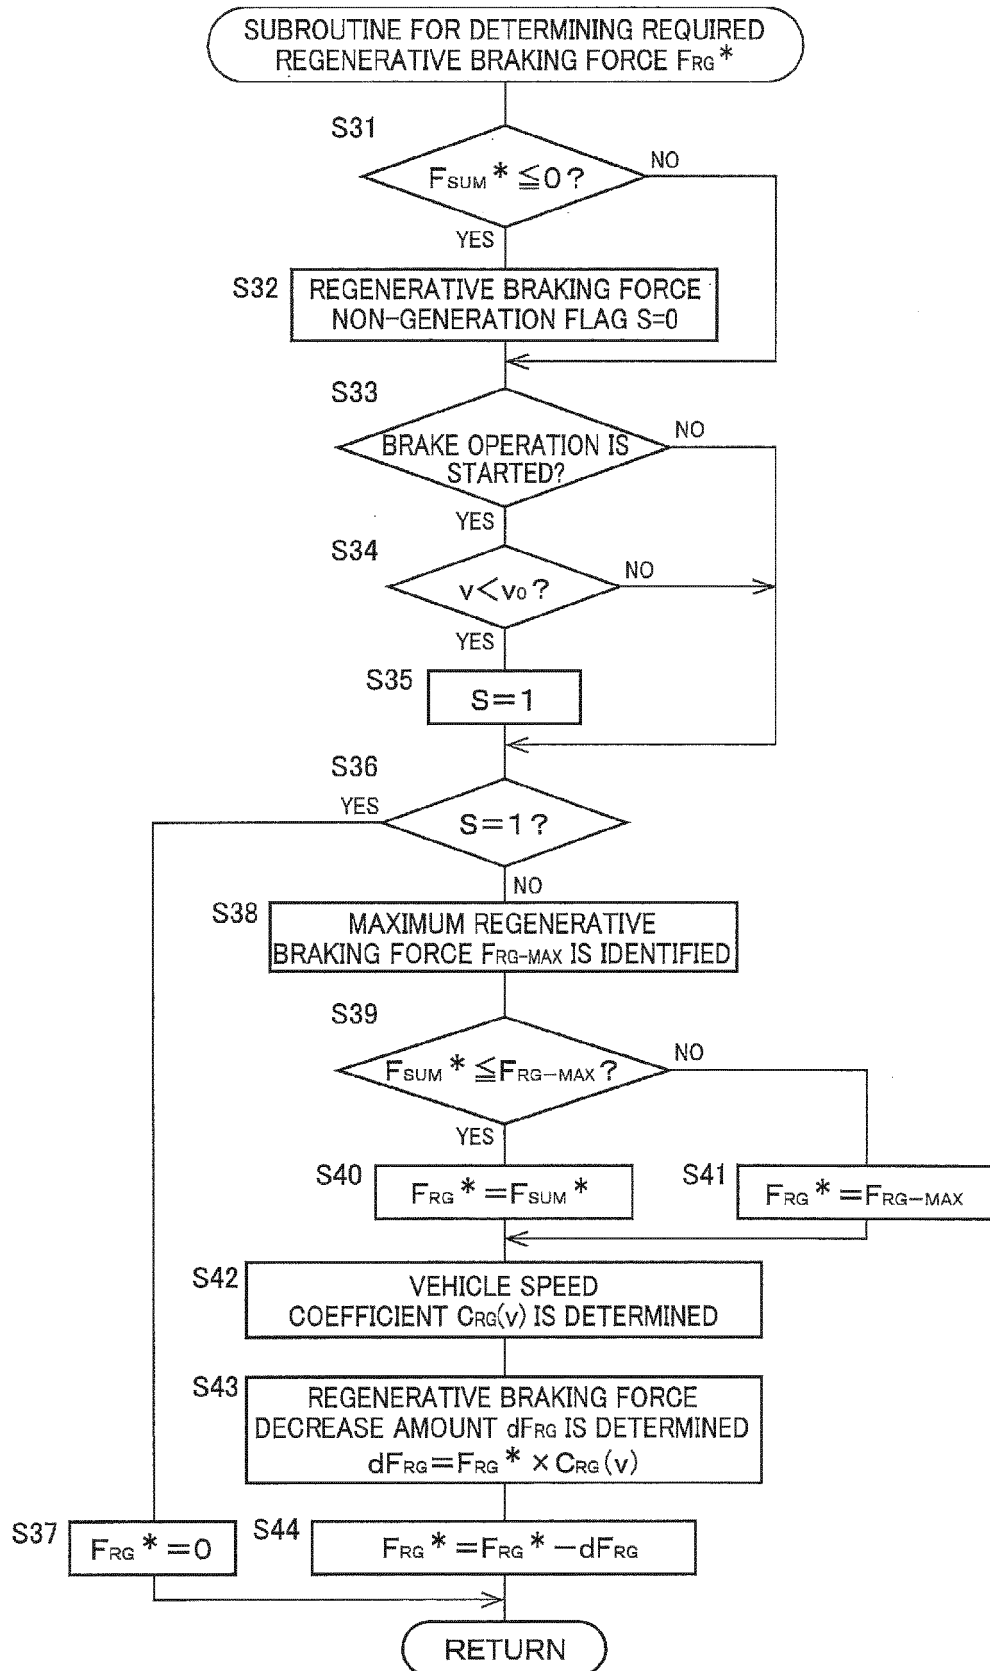 SUBROUTINE FOR DETERMINING REQUIRED
REGENERATIVE BRAKING FORCE FRG*
S31
FSUM* ≦0?
NO
YES
S32
REGENERATIVE BRAKING FORCE
NON-GENERATION FLAG S=0
S33
BRAKE OPERATION IS
STARTED?
NO
YES
S34
v<v0?
NO
YES
S35
S=1
S36
YES
S=1?
NO
S38
MAXIMUM REGENERATIVE
BRAKING FORCE FRG-MAX IS IDENTIFIED
S39
FSUM* ≦FRG-MAX?
NO
YES
S40
FRG*=FSUM*
S41
FRG*=FRG-MAX
S42
VEHICLE SPEED
COEFFICIENT CRG(v) IS DETERMINED
S43
REGENERATIVE BRAKING FORCE
DECREASE AMOUNT dFRG IS DETERMINED
dFRG=FRG*×CRG(v)
S37
FRG*=0
S44
FRG*=FRG*-dFRG
RETURN